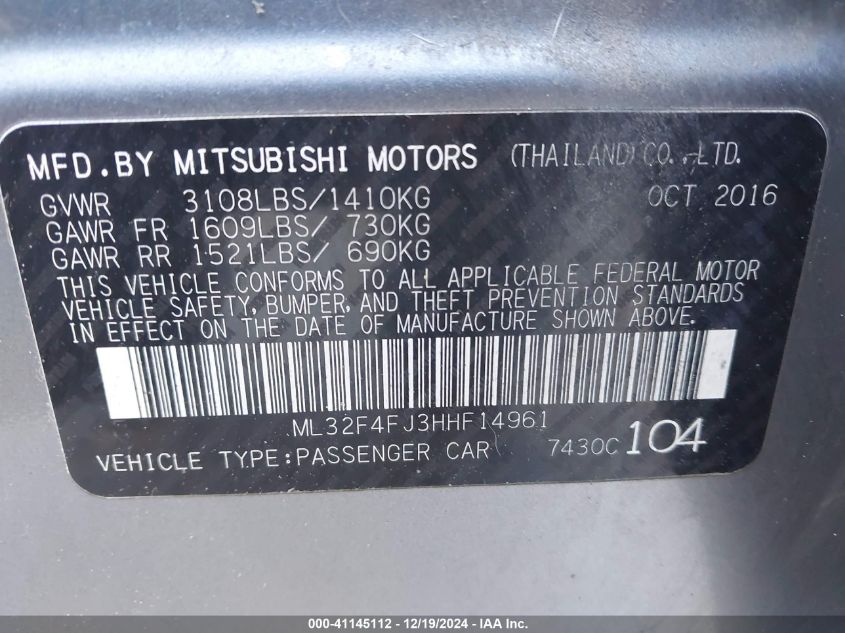 MFD.BY MITSUBISHI MOTORS (THAILAND) CO.,LTD.
GVWR 3108LBS/1410KG OCT 2016
GAWR FR 1609LBS/ 730KG
GAWR RR 1521LBS/ 690KG
THIS VEHICLE CONFORMS TO ALL APPLICABLE FEDERAL MOTOR
VEHICLE SAFETY, BUMPER, AND THEFT PREVENTION STANDARDS
IN EFFECT ON THE DATE OF MANUFACTURE SHOWN ABOVE.
ML32F4FJ3HHF14961
VEHICLE TYPE:PASSENGER CAR 7430C 104
000-41145112 - 12/19/2024 - IAAI.com